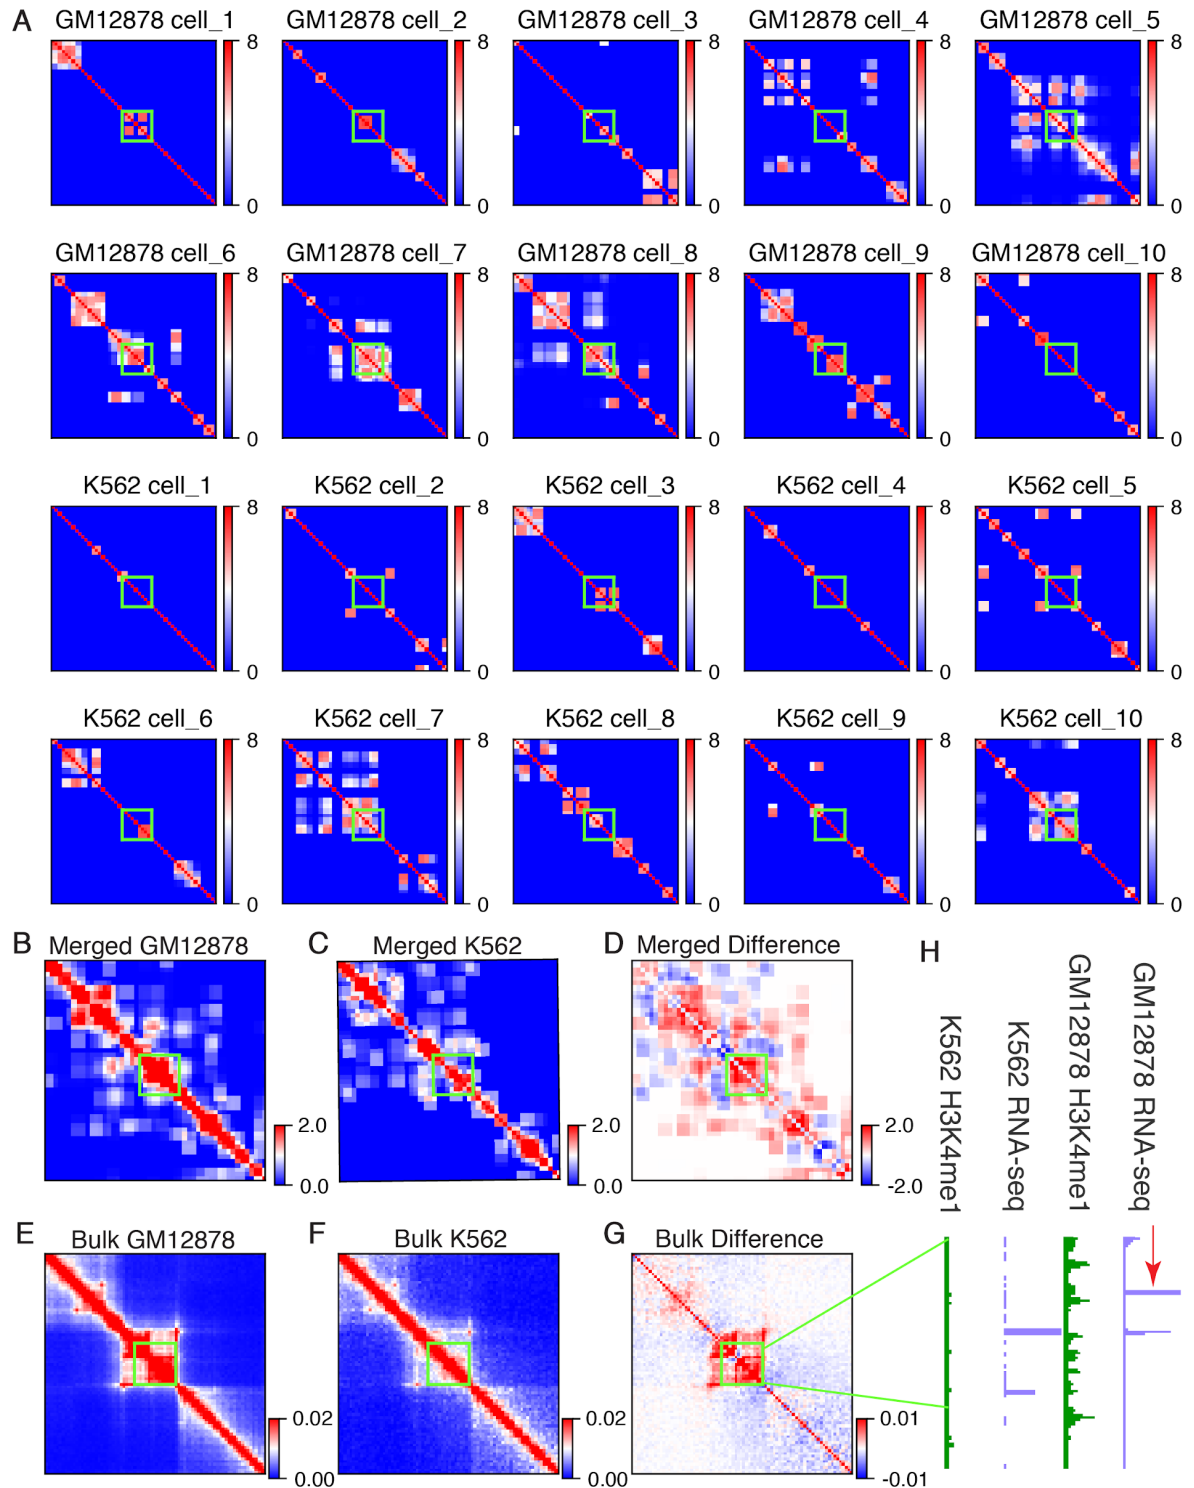 A
GM12878 cell_1
GM12878 cell_2
GM12878 cell_3
GM12878 cell_4
GM12878 cell_5
8
8
8
8
8
0
0
0
0
0
GM12878 cell_6
GM12878 cell_7
GM12878 cell_8
GM12878 cell_9
GM12878 cell_10
8
8
8
8
8
0
0
0
0
0
K562 cell_1
K562 cell_2
K562 cell_3
K562 cell_4
K562 cell_5
8
8
8
8
8
0
0
0
0
0
K562 cell_6
K562 cell_7
K562 cell_8
K562 cell_9
K562 cell_10
8
8
8
8
8
0
0
0
0
0
B
Merged GM12878
2.0
0.0
C
Merged K562
2.0
0.0
D
Merged Difference
2.0
-2.0
E
Bulk GM12878
0.02
0.00
F
Bulk K562
0.02
0.00
G
Bulk Difference
0.01
-0.01
H
K562 H3K4me1
K562 RNA-seq
GM12878 H3K4me1
GM12878 RNA-seq